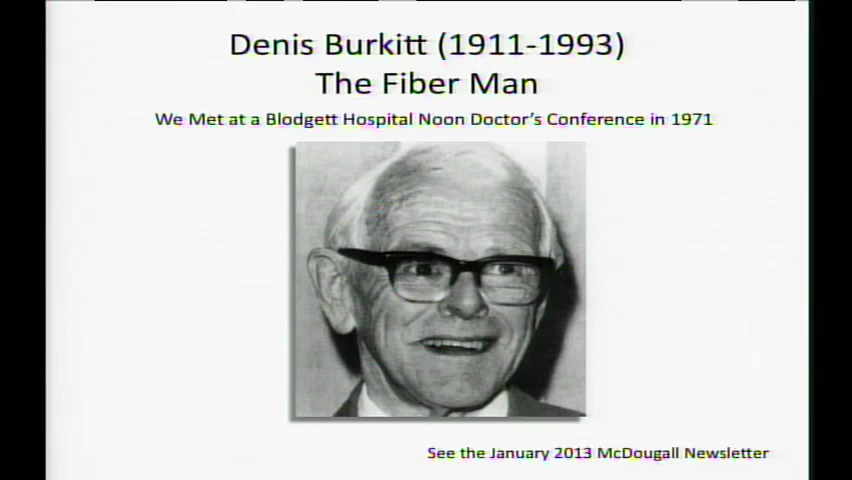 Denis Burkitt (1911-1993)
The Fiber Man
We Met at a Blodgett Hospital Noon Doctor's Conference in 1971
See the January 2013 McDougall Newsletter